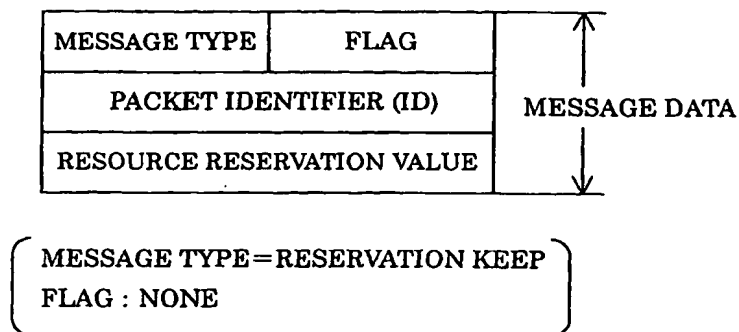 MESSAGE TYPE FLAG
PACKET IDENTIFIER (ID)
MESSAGE DATA
RESOURCE RESERVATION VALUE
MESSAGE TYPE=RESERVATION KEEP
FLAG : NONE